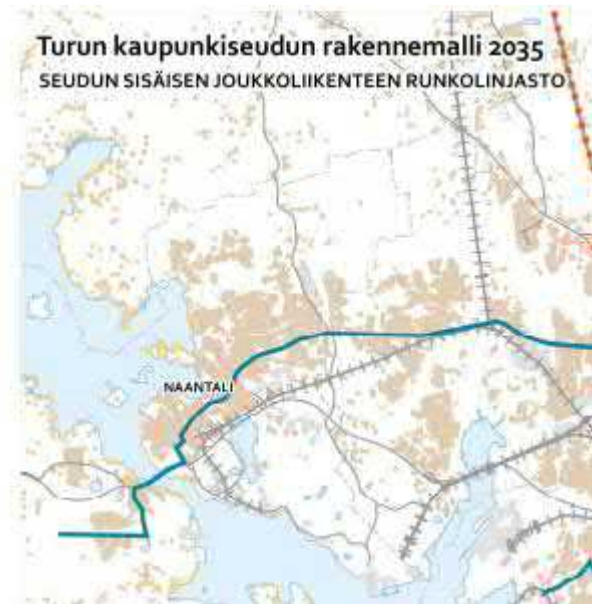 Turun kaupunkiseudun rakennemalli 2035
SEUDUN SISÄISEN JOUKKOLIIKENTEEN RUNKOLINJASTO
NAANTALI